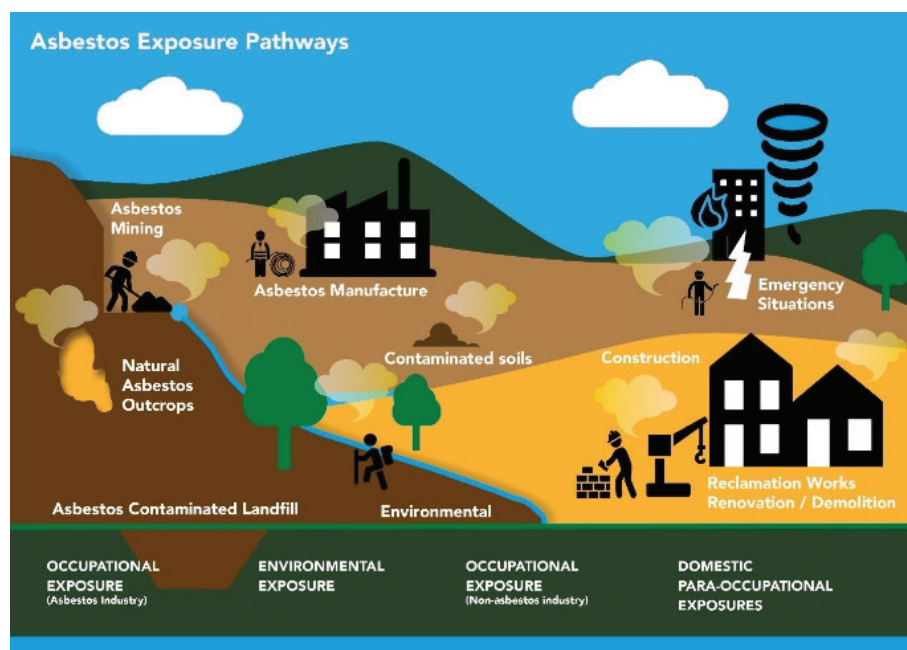 Asbestos Exposure Pathways
Asbestos
Mining
Asbestos Manufacture
Emergency
Situations
Natural
Asbestos
Outcrops
Contaminated soils
Construction
Reclamation Works
Renovation / Demolition
Asbestos Contaminated Landfill
Environmental
OCCUPATIONAL
EXPOSURE
(Asbestos Industry)
ENVIRONMENTAL
EXPOSURE
OCCUPATIONAL
EXPOSURE
(Non-asbestos industry)
DOMESTIC
PARA-OCCUPATIONAL
EXPOSURES